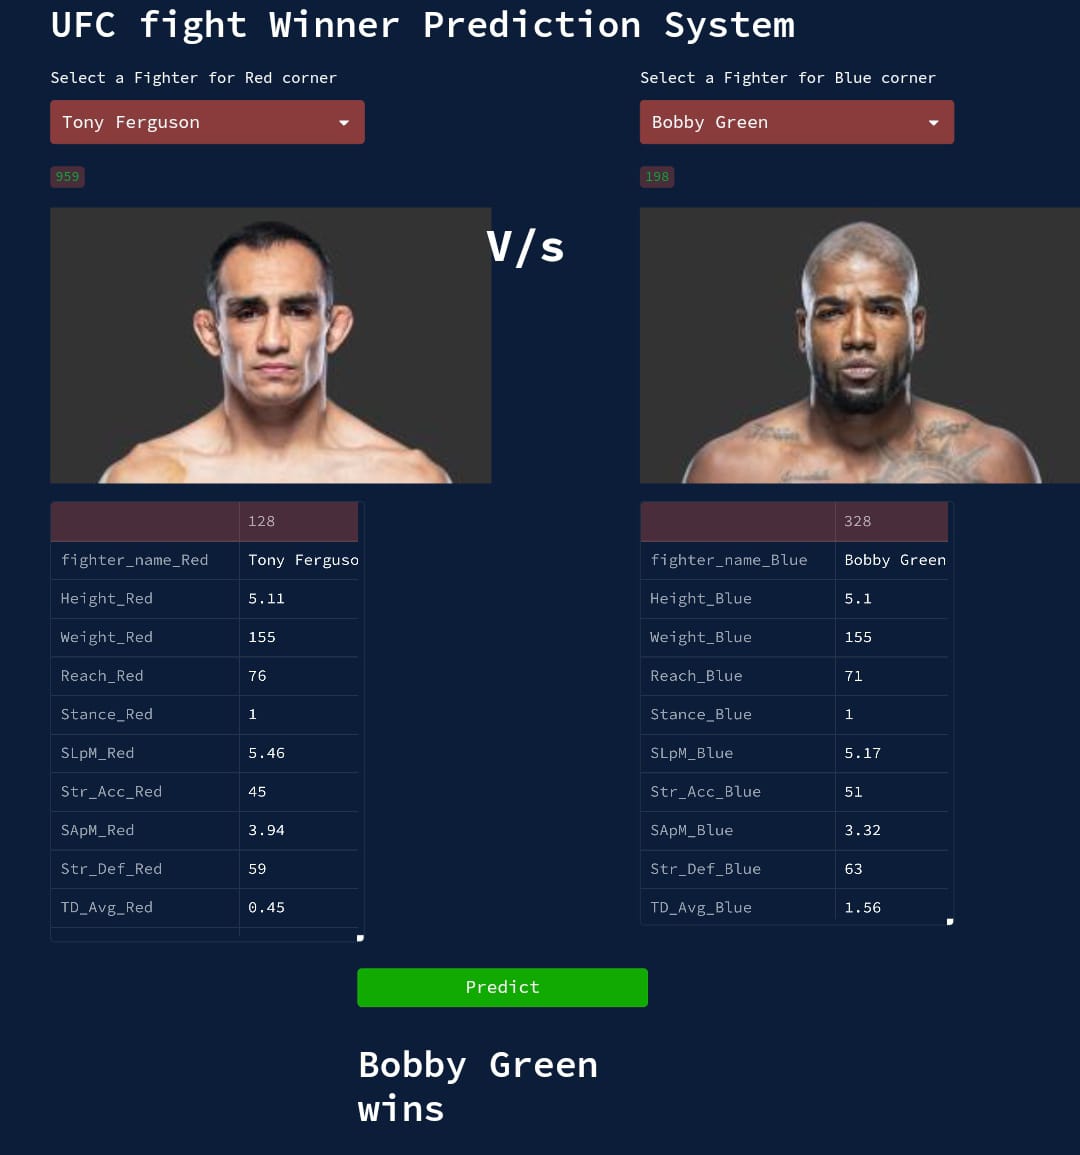 UFC fight Winner Prediction System
Select a Fighter for Red corner
Select a Fighter for Blue corner
Tony Ferguson
Bobby Green
959
198
V/s
128
fighter_name_Red Tony Ferguso
Height_Red 5.11
Weight_Red 155
Reach_Red 76
Stance_Red 1
SLpM_Red 5.46
Str_Acc_Red 45
SApM_Red 3.94
Str_Def_Red 59
TD_Avg_Red 0.45
328
fighter_name_Blue Bobby Green
Height_Blue 5.1
Weight_Blue 155
Reach_Blue 71
Stance_Blue 1
SLpM_Blue 5.17
Str_Acc_Blue 51
SApM_Blue 3.32
Str_Def_Blue 63
TD_Avg_Blue 1.56
Predict
Bobby Green
wins